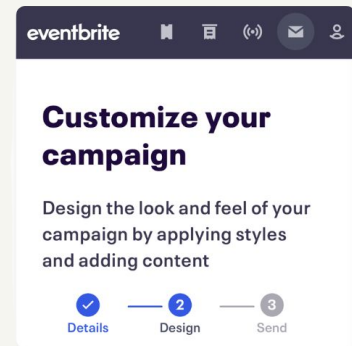 eventbrite
Customize your
campaign
Design the look and feel of your
campaign by applying styles
and adding content
2
3
Details
Design
Send